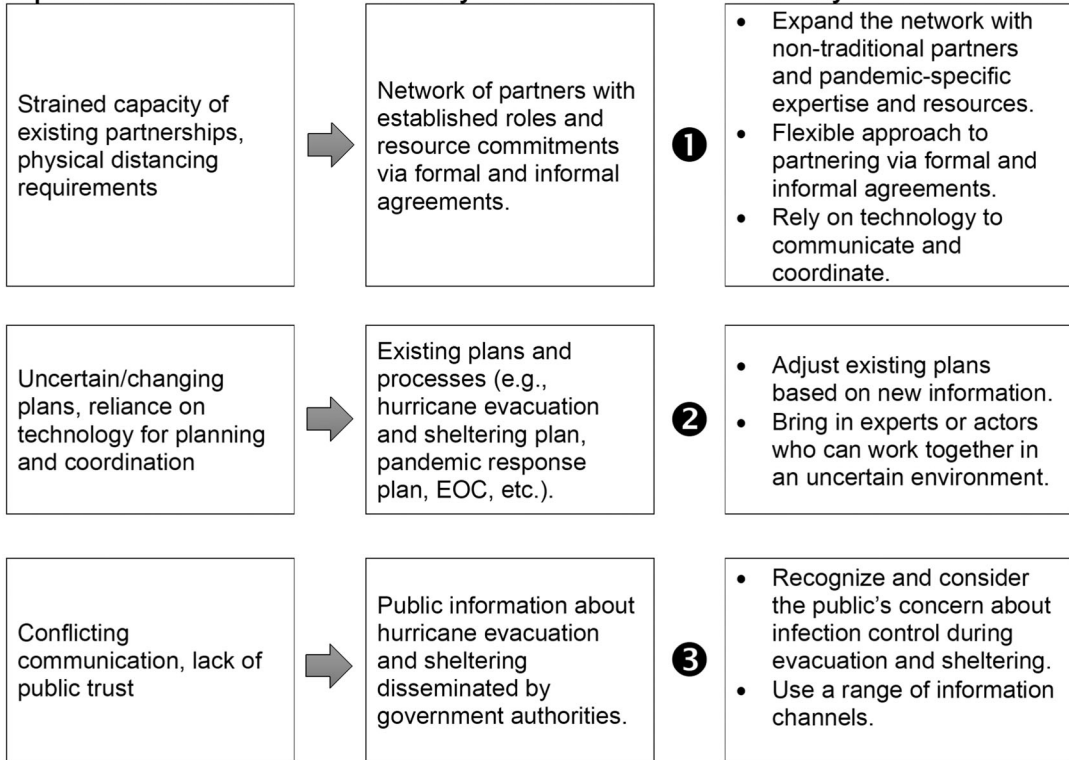 Strained capacity of
existing partnerships,
physical distancing
requirements
Network of partners with
established roles and
resource commitments
via formal and informal
agreements.
❶
• Expand the network with
non-traditional partners
and pandemic-specific
expertise and resources.
• Flexible approach to
partnering via formal and
informal agreements.
• Rely on technology to
communicate and
coordinate.
Uncertain/changing
plans, reliance on
technology for planning
and coordination
Existing plans and
processes (e.g.,
hurricane evacuation
and sheltering plan,
pandemic response
plan, EOC, etc.).
❷
• Adjust existing plans
based on new information.
• Bring in experts or actors
who can work together in
an uncertain environment.
Conflicting
communication, lack of
public trust
Public information about
hurricane evacuation
and sheltering
disseminated by
government authorities.
❸
• Recognize and consider
the public’s concern about
infection control during
evacuation and sheltering.
• Use a range of information
channels.